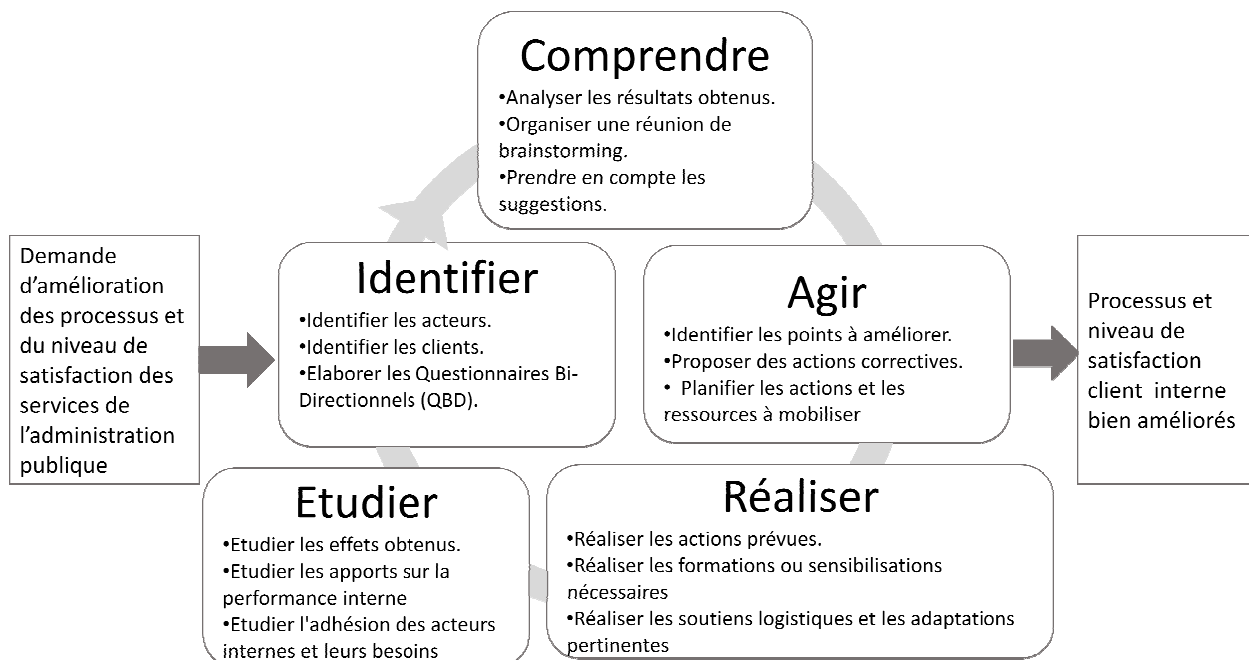 Comprendre
•Analyser les résultats obtenus.
•Organiser une réunion de
brainstorming.
•Prendre en compte les
suggestions.
Demande
d’amélioration
des processus et
du niveau de
satisfaction des
services de
l’administration
publique
Identifier
•Identifier les acteurs.
•Identifier les clients.
•Elaborer les Questionnaires Bi-
Directionnels (QBD).
Agir
•Identifier les points à améliorer.
•Proposer des actions correctives.
• Planifier les actions et les
ressources à mobiliser
Processus et
niveau de
satisfaction
client interne
bien améliorés
Etudier
•Etudier les effets obtenus.
•Etudier les apports sur la
performance interne
•Etudier l'adhésion des acteurs
internes et leurs besoins
Réaliser
•Réaliser les actions prévues.
•Réaliser les formations ou sensibilisations
nécessaires
•Réaliser les soutiens logistiques et les adaptations
pertinentes